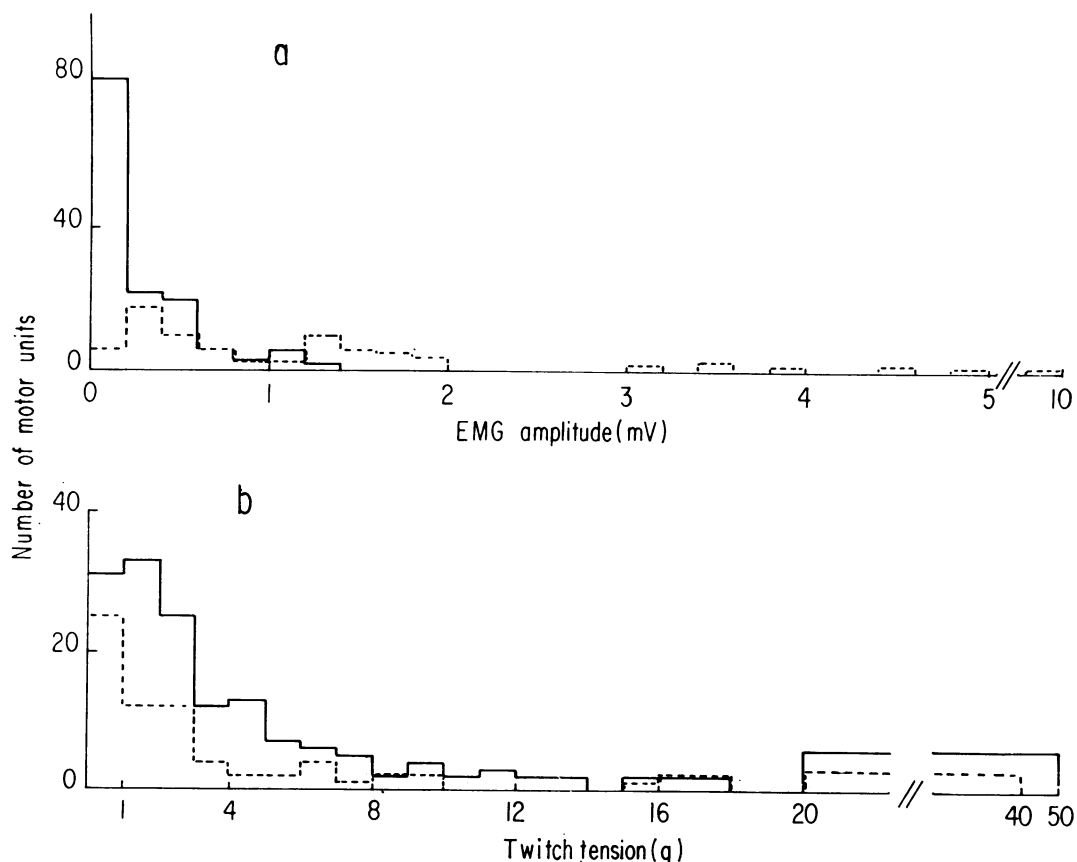 a
80
40
0
0 1 2 3 4 5 10
EMG amplitude(mV)
Number of motor units
b
40
20
0
1 4 8 12 16 20 40 50
Twitch tension(g)